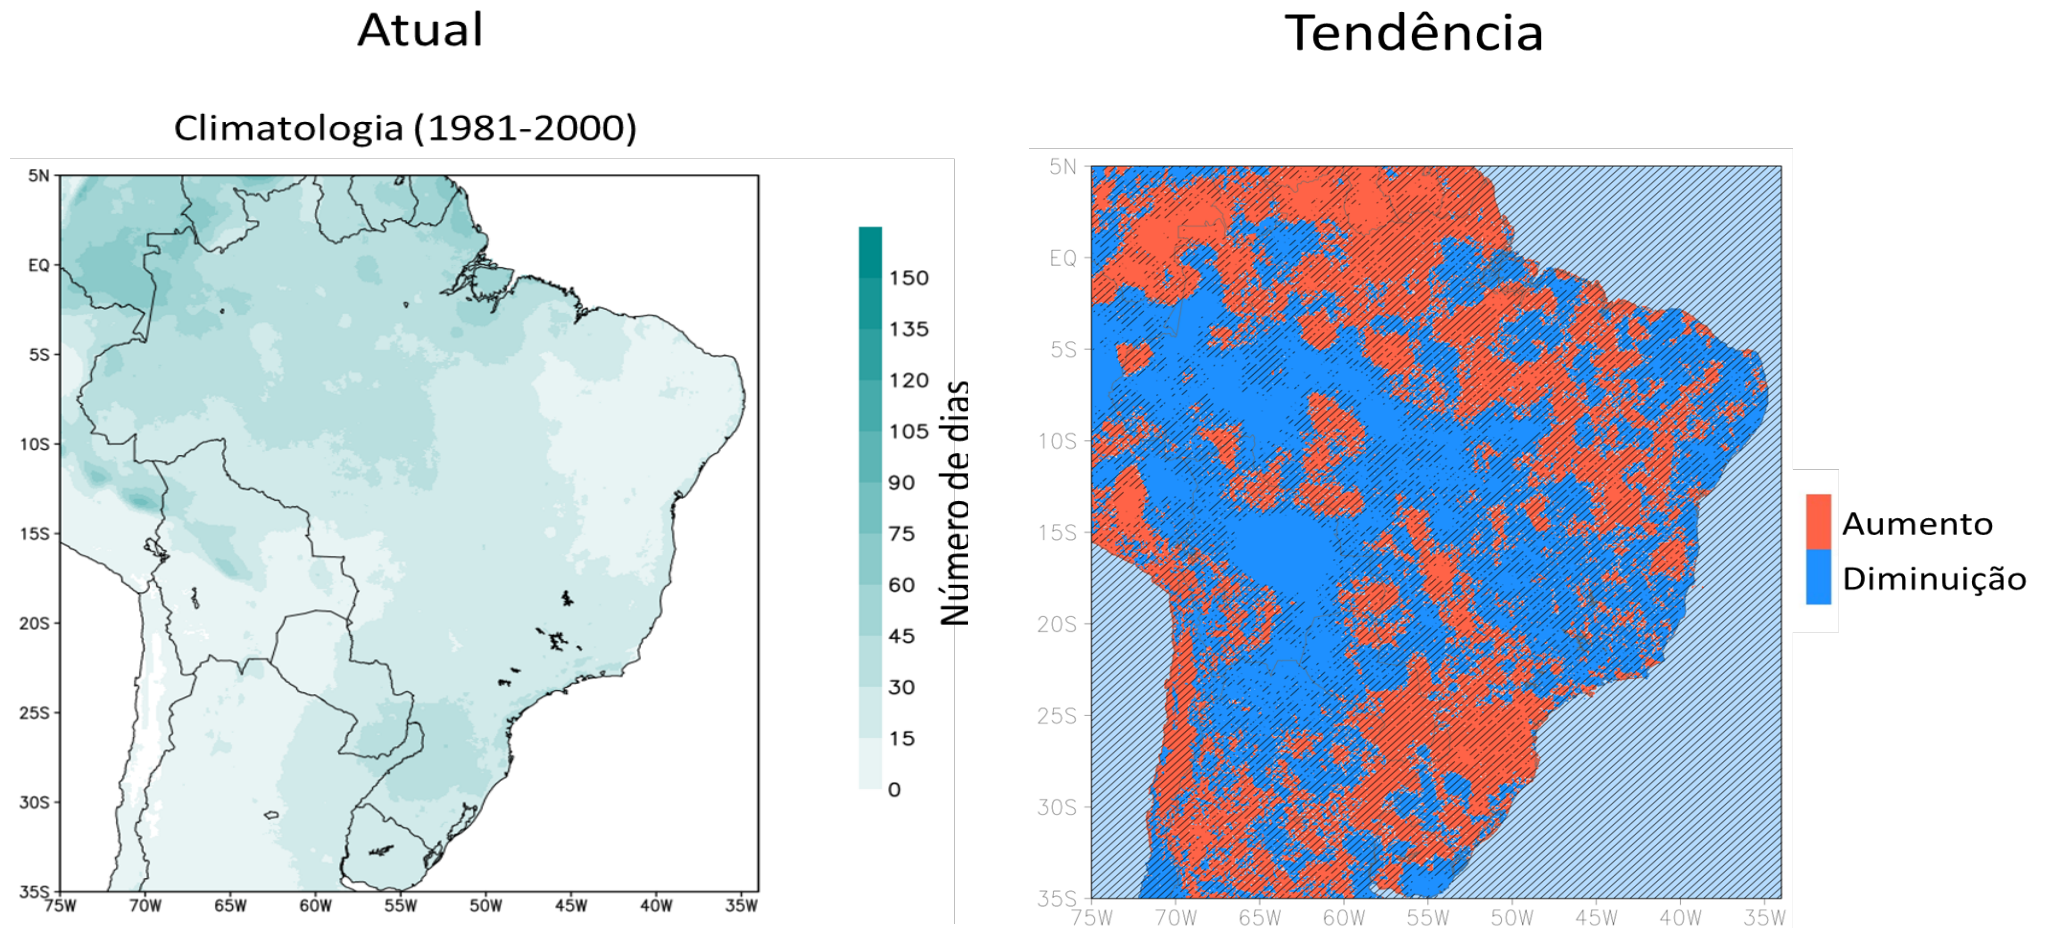 Atual
Climatologia (1981-2000)
5N
EQ
5S
10S
15S
20S
25S
30S
35S
75W 70W 65W 60W 55W 50W 45W 40W 35W
150
135
120
105
90
75
60
45
30
15
0
Número de dias
Tendência
5N
EQ
5S
10S
15S
20S
25S
30S
35S
75W 70W 65W 60W 55W 50W 45W 40W 35W
Aumento
Diminuição